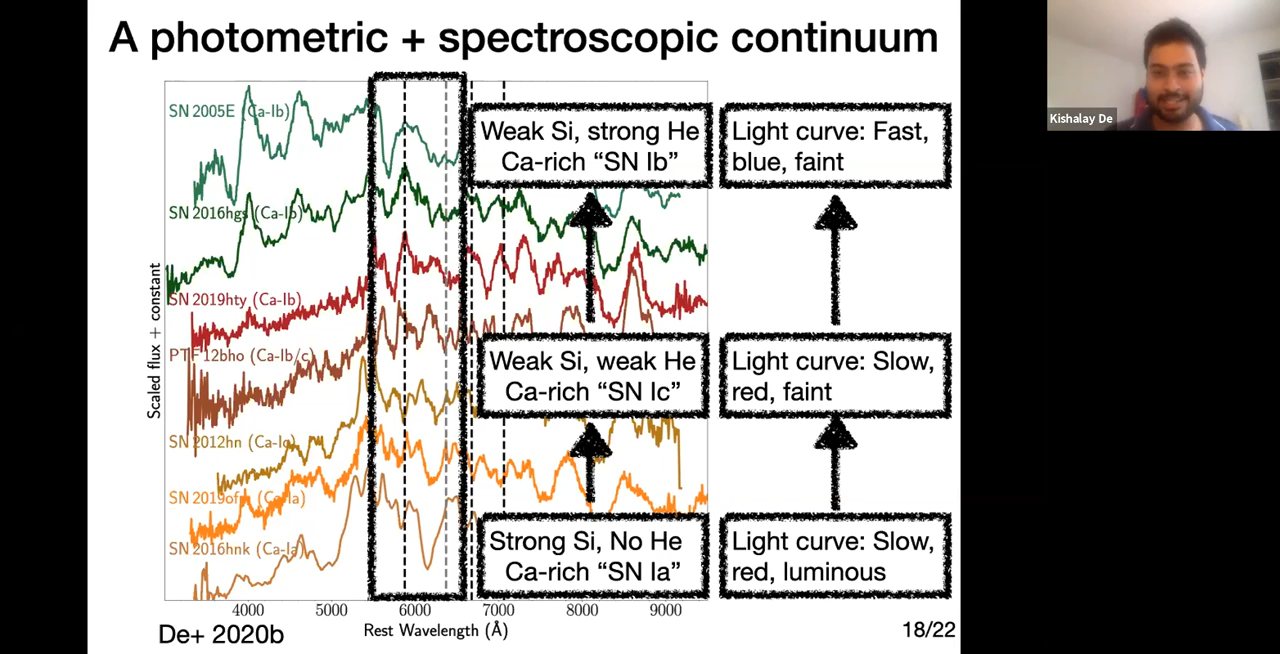 A photometric + spectroscopic continuum
Kishalay De
SN 2005E (Ca-Ib)
Weak Si, strong He
Ca-rich “SN Ib”
Light curve: Fast,
blue, faint
SN 2016hgs (Ca-Ib)
SN 2019hty (Ca-Ib)
PTF 12bho (Ca-Ib/c)
Weak Si, weak He
Ca-rich “SN Ic”
Light curve: Slow,
red, faint
SN 2012hn (Ca-Ic)
SN 2019ofm (Ca-Ia)
SN 2016hnk (Ca-Ia)
Strong Si, No He
Ca-rich “SN Ia”
Light curve: Slow,
red, luminous
Scaled flux + constant
4000 5000 6000 7000 8000 9000
Rest Wavelength (Å)
De+ 2020b
18/22